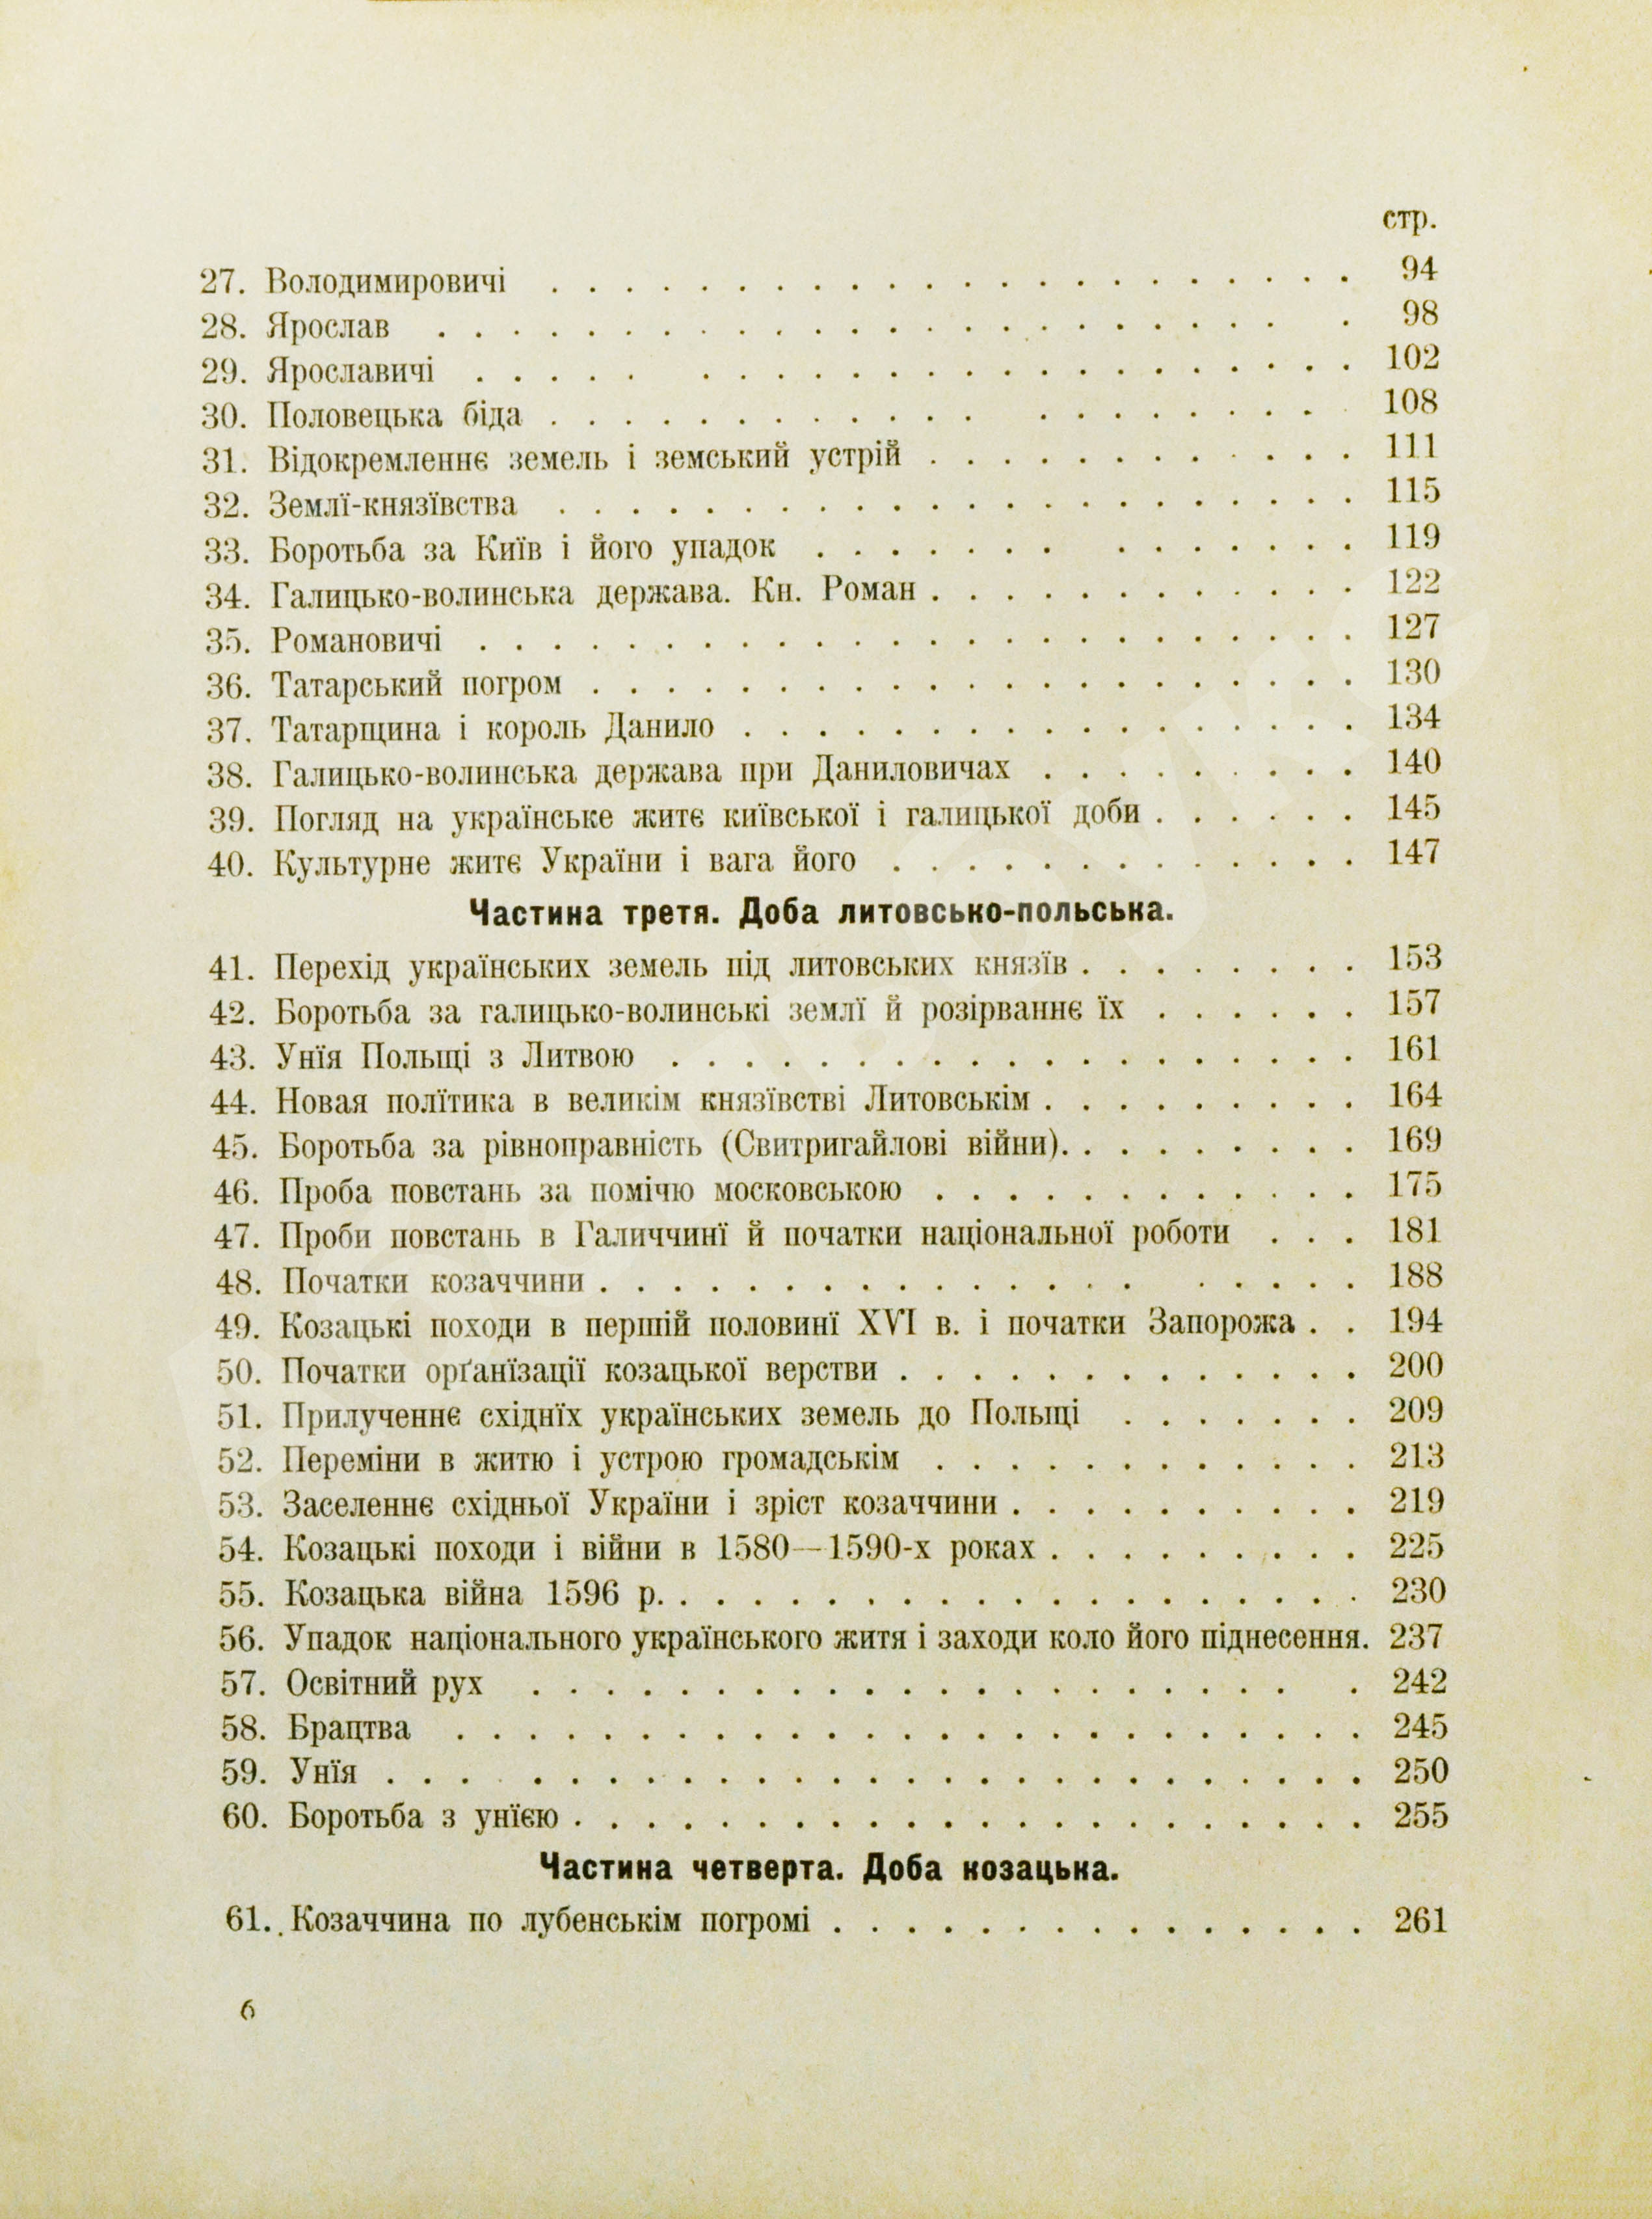 стр.
27. Володимировичі . . . . . . . . . . . . . . . . . . . . . . 94
28. Ярослав . . . . . . . . . . . . . . . . . . . . . . . . 98
29. Ярославичі . . . . . . . . . . . . . . . . . . . . . . . 102
30. Половецька біда . . . . . . . . . . . . . . . . . . . . . 108
31. Відокремленнє земель і земський устрій . . . . . . . . . . . . 111
32. Землї-князївства . . . . . . . . . . . . . . . . . . . . . . 115
33. Боротьба за Київ і його упадок . . . . . . . . . . . . . . 119
34. Галицько-волинська держава. Кн. Роман . . . . . . . . . . . . 122
35. Романовичі . . . . . . . . . . . . . . . . . . . . . . . . 127
36. Татарський погром . . . . . . . . . . . . . . . . . . . . . 130
37. Татарщина і король Данило . . . . . . . . . . . . . . . . . 134
38. Галицько-волинська держава при Даниловичах . . . . . . . . . 140
39. Погляд на українське житє київської і галицької доби . . . . . . 145
40. Культурне житє України і вага його . . . . . . . . . . . . . 147
Частина третя. Доба литовсько-польська.
41. Перехід українських земель під литовських князїв . . . . . . . . 153
42. Боротьба за галицько-волинські землї й розірваннє їх . . . . . . 157
43. Унїя Польщі з Литвою . . . . . . . . . . . . . . . . . . . 161
44. Новая полїтика в великім князївстві Литовськім . . . . . . . . . 164
45. Боротьба за рівноправність (Свитригайлові війни). . . . . . . . . 169
46. Проба повстань за помічю московською . . . . . . . . . . . . 175
47. Проби повстань в Галиччинї й початки національної роботи . . . 181
48. Початки козаччини . . . . . . . . . . . . . . . . . . . . 188
49. Козацькі походи в першій половинї XVI в. і початки Запорожа . . 194
50. Початки орґанїзації козацької верстви . . . . . . . . . . . . . 200
51. Прилученнє східнїх українських земель до Польщі . . . . . . . 209
52. Переміни в житю і устрою громадськім . . . . . . . . . . . . 213
53. Заселеннє східньої України і зріст козаччини . . . . . . . . . . 219
54. Козацькі походи і війни в 1580—1590-х роках . . . . . . . . . 225
55. Козацька війна 1596 р. . . . . . . . . . . . . . . . . . . . 230
56. Упадок національного українського житя і заходи коло його піднесення. 237
57. Освітний рух . . . . . . . . . . . . . . . . . . . . . . 242
58. Брацтва . . . . . . . . . . . . . . . . . . . . . . . . . 245
59. Унїя . . . . . . . . . . . . . . . . . . . . . . . . . . 250
60. Боротьба з унїєю . . . . . . . . . . . . . . . . . . . . . . 255
Частина четверта. Доба козацька.
61. Козаччина по лубенськім погромі . . . . . . . . . . . . . . . 261
6